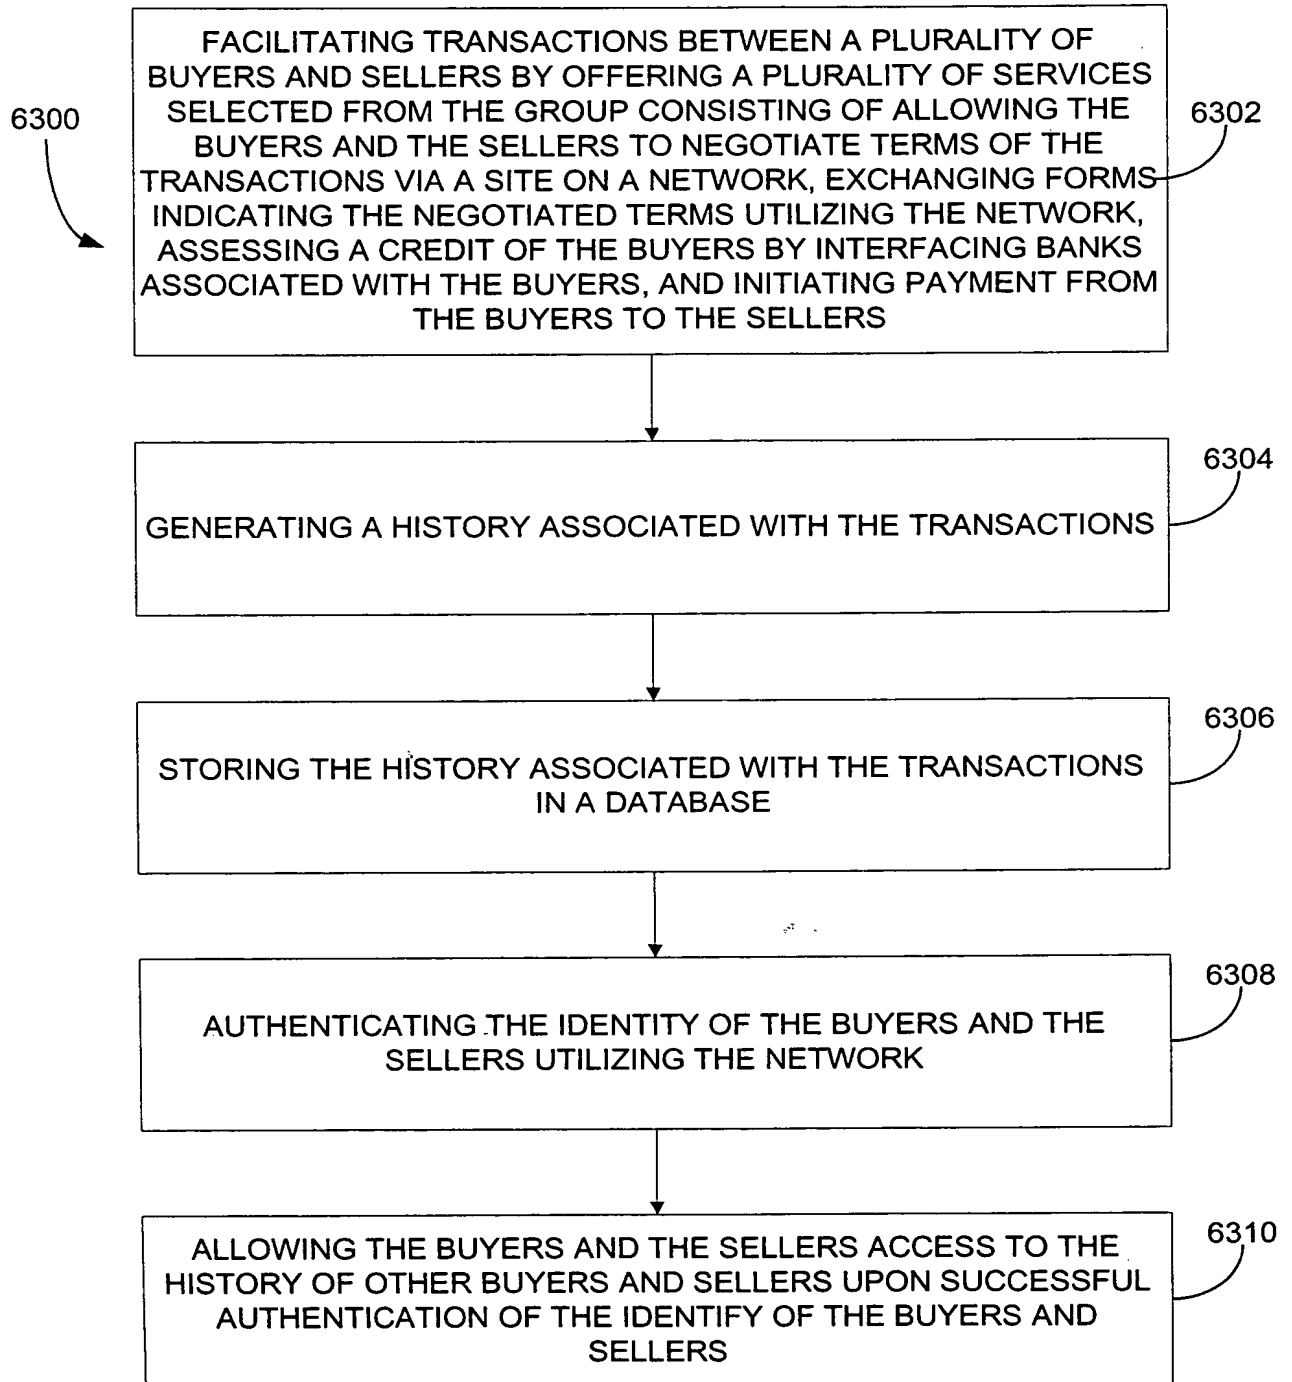 FACILITATING TRANSACTIONS BETWEEN A PLURALITY OF
BUYERS AND SELLERS BY OFFERING A PLURALITY OF SERVICES
SELECTED FROM THE GROUP CONSISTING OF ALLOWING THE
BUYERS AND THE SELLERS TO NEGOTIATE TERMS OF THE
TRANSACTIONS VIA A SITE ON A NETWORK, EXCHANGING FORMS
INDICATING THE NEGOTIATED TERMS UTILIZING THE NETWORK,
ASSESSING A CREDIT OF THE BUYERS BY INTERFACING BANKS
ASSOCIATED WITH THE BUYERS, AND INITIATING PAYMENT FROM
THE BUYERS TO THE SELLERS
6300
6302
GENERATING A HISTORY ASSOCIATED WITH THE TRANSACTIONS
6304
STORING THE HISTORY ASSOCIATED WITH THE TRANSACTIONS
IN A DATABASE
6306
AUTHENTICATING THE IDENTITY OF THE BUYERS AND THE
SELLERS UTILIZING THE NETWORK
6308
ALLOWING THE BUYERS AND THE SELLERS ACCESS TO THE
HISTORY OF OTHER BUYERS AND SELLERS UPON SUCCESSFUL
AUTHENTICATION OF THE IDENTIFY OF THE BUYERS AND
SELLERS
6310